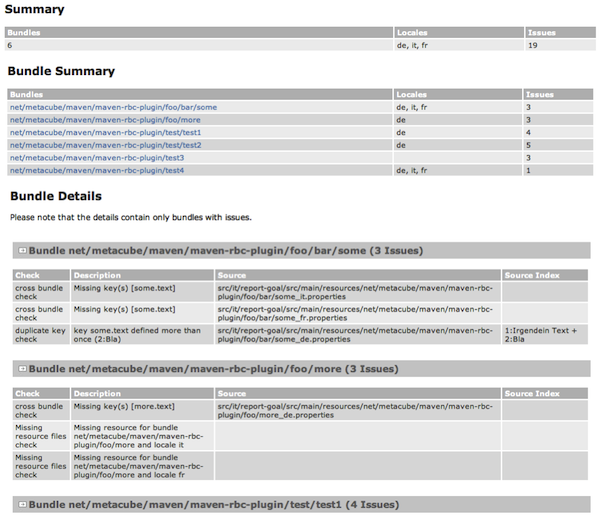 Summary
Bundles Locales Issues
6 de, it, fr 19
Bundle Summary
Bundles Locales Issues
net/metacube/maven/maven-rbc-plugin/foo/bar/some de, it, fr 3
net/metacube/maven/maven-rbc-plugin/foo/more de 3
net/metacube/maven/maven-rbc-plugin/test/test1 de 4
net/metacube/maven/maven-rbc-plugin/test/test2 de 5
net/metacube/maven/maven-rbc-plugin/test3 3
net/metacube/maven/maven-rbc-plugin/test4 de, it, fr 1
Bundle Details
Please note that the details contain only bundles with issues.
Bundle net/metacube/maven/maven-rbc-plugin/foo/bar/some (3 Issues)
Check Description Source Source Index
cross bundle Missing key(s) [some.text] src/it/report-goal/src/main/resources/net/metacube/maven/maven-rbc-
check plugin/foo/bar/some_it.properties
cross bundle Missing key(s) [some.text] src/it/report-goal/src/main/resources/net/metacube/maven/maven-rbc-
check plugin/foo/bar/some_fr.properties
duplicate key key some.text defined more than src/it/report-goal/src/main/resources/net/metacube/maven/maven-rbc- 1:Irgendein Text +
check once (2:Bla) plugin/foo/bar/some_de.properties 2:Bla
Bundle net/metacube/maven/maven-rbc-plugin/foo/more (3 Issues)
Check Description Source Source Index
cross bundle Missing key(s) [more.text] src/it/report-goal/src/main/resources/net/metacube/maven/maven-rbc-
check plugin/foo/more_de.properties
Missing Missing resource for bundle
resource files net/metacube/maven/maven-rbc-
check plugin/foo/more and locale it
Missing Missing resource for bundle
resource files net/metacube/maven/maven-rbc-
check plugin/foo/more and locale fr
Bundle net/metacube/maven/maven-rbc-plugin/test/test1 (4 Issues)